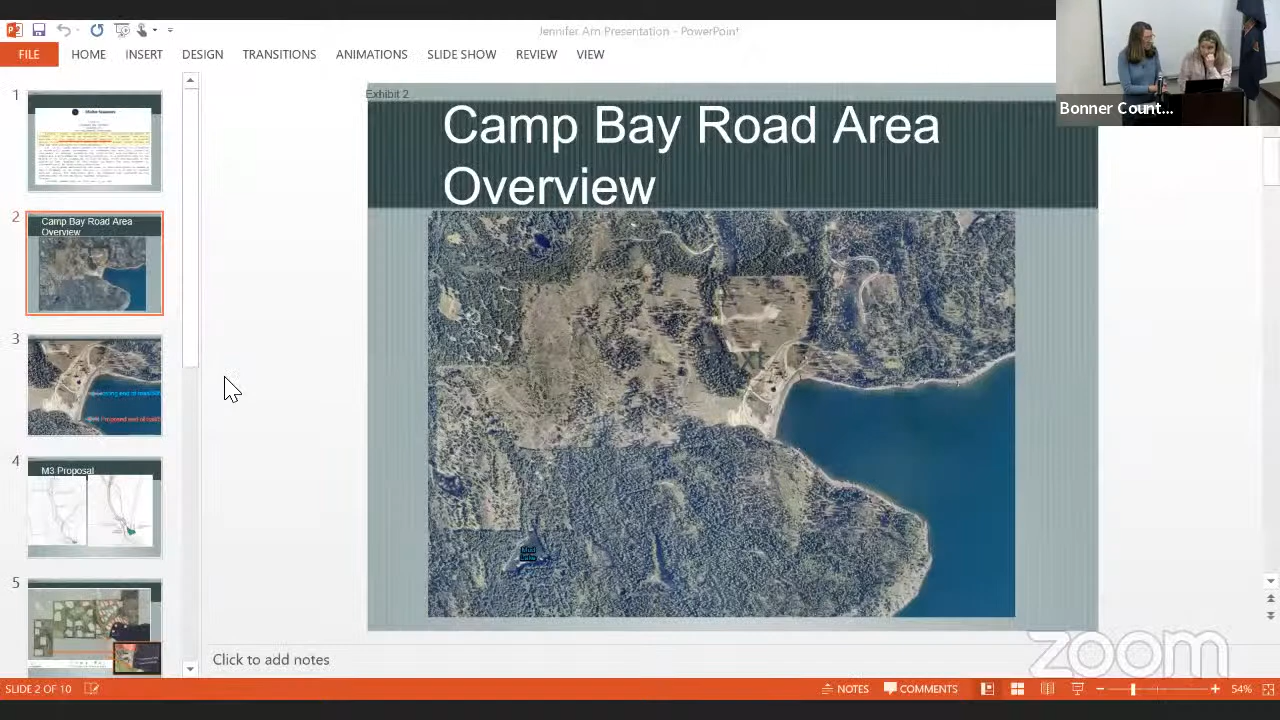 Jennifer Arn Presentation - PowerPoint
FILE
HOME
INSERT
DESIGN
TRANSITIONS
ANIMATIONS
SLIDE SHOW
REVIEW
VIEW
Bonner Count...
1
2
Camp Bay Road Area
Overview
3
4
M3 Proposal
5
Exhibit 2
Camp Bay Road Area
Overview
Mud
Lake
Click to add notes
zoom
SLIDE 2 OF 10
NOTES
COMMENTS
54%